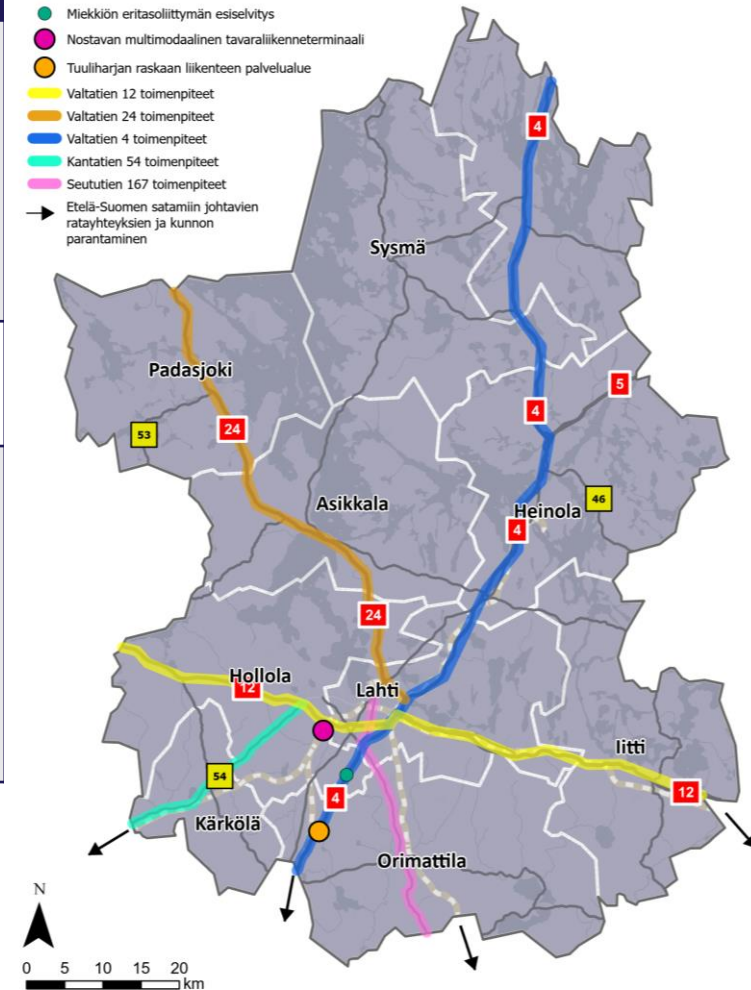 Miekkiön eritasoliittymän esiselvitys
Nostavan multimodaalinen tavaraliikenneterminaali
Tuuliharjan raskaan liikenteen palvelualue
Valtatien 12 toimenpiteet
Valtatien 24 toimenpiteet
Valtatien 4 toimenpiteet
Kantatien 54 toimenpiteet
Seututien 167 toimenpiteet
Etelä-Suomen satamiin johtavien
ratayhteyksien ja kunnon
parantaminen
4
Sysmä
Padasjoki
5
4
24
53
46
Asikkala
Heinola
4
24
Hollola
12
Lahti
Iitti
54
12
4
Kärkölä
Orimattila
N
0 5 10 15 20
km